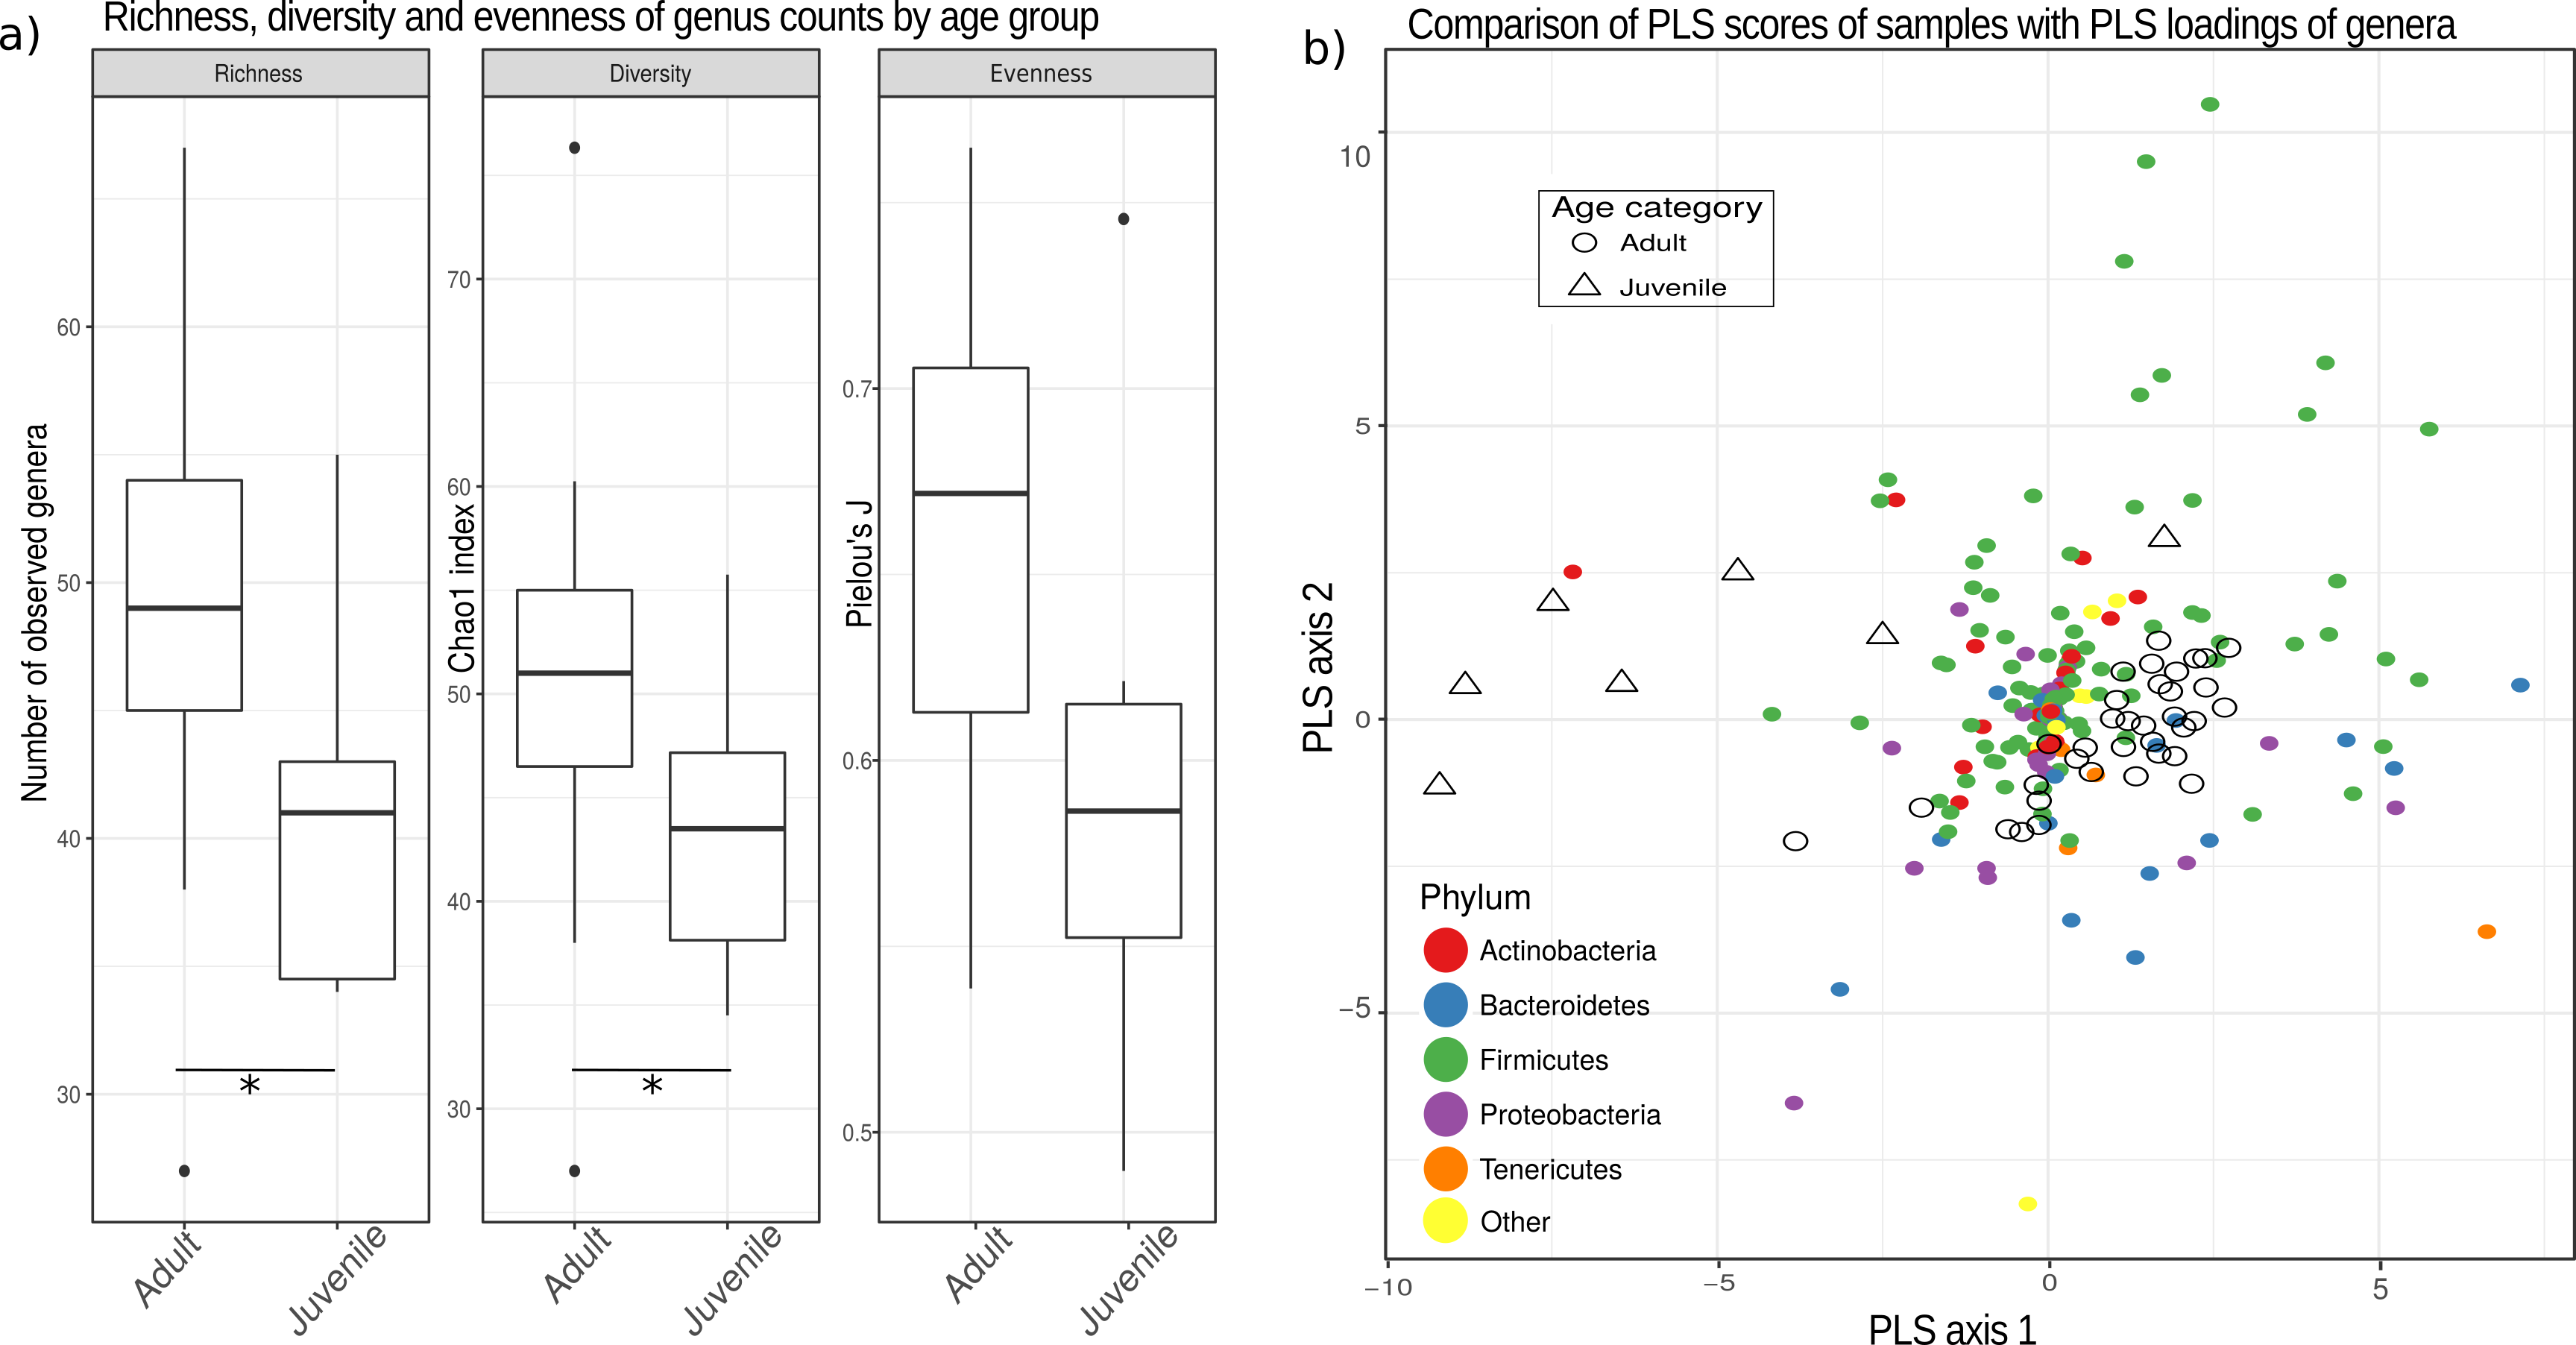 a)
Richness, diversity and evenness of genus counts by age group
Richness
Diversity
Evenness
Number of observed genera
60
50
40
30
*
Adult
Juvenile
Chao1 index
70
60
50
40
30
*
Adult
Juvenile
Pielou's J
0.7
0.6
0.5
Adult
Juvenile
b)
Comparison of PLS scores of samples with PLS loadings of genera
PLS axis 2
10
5
0
−5
Age category
Adult
Juvenile
Phylum
Actinobacteria
Bacteroidetes
Firmicutes
Proteobacteria
Tenericutes
Other
−10
−5
0
5
PLS axis 1